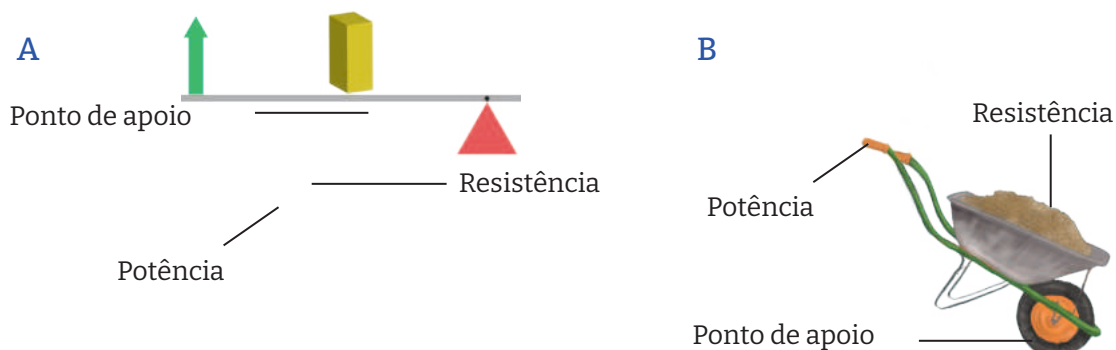 A
Ponto de apoio
Resistência
Potência
B
Resistência
Potência
Ponto de apoio